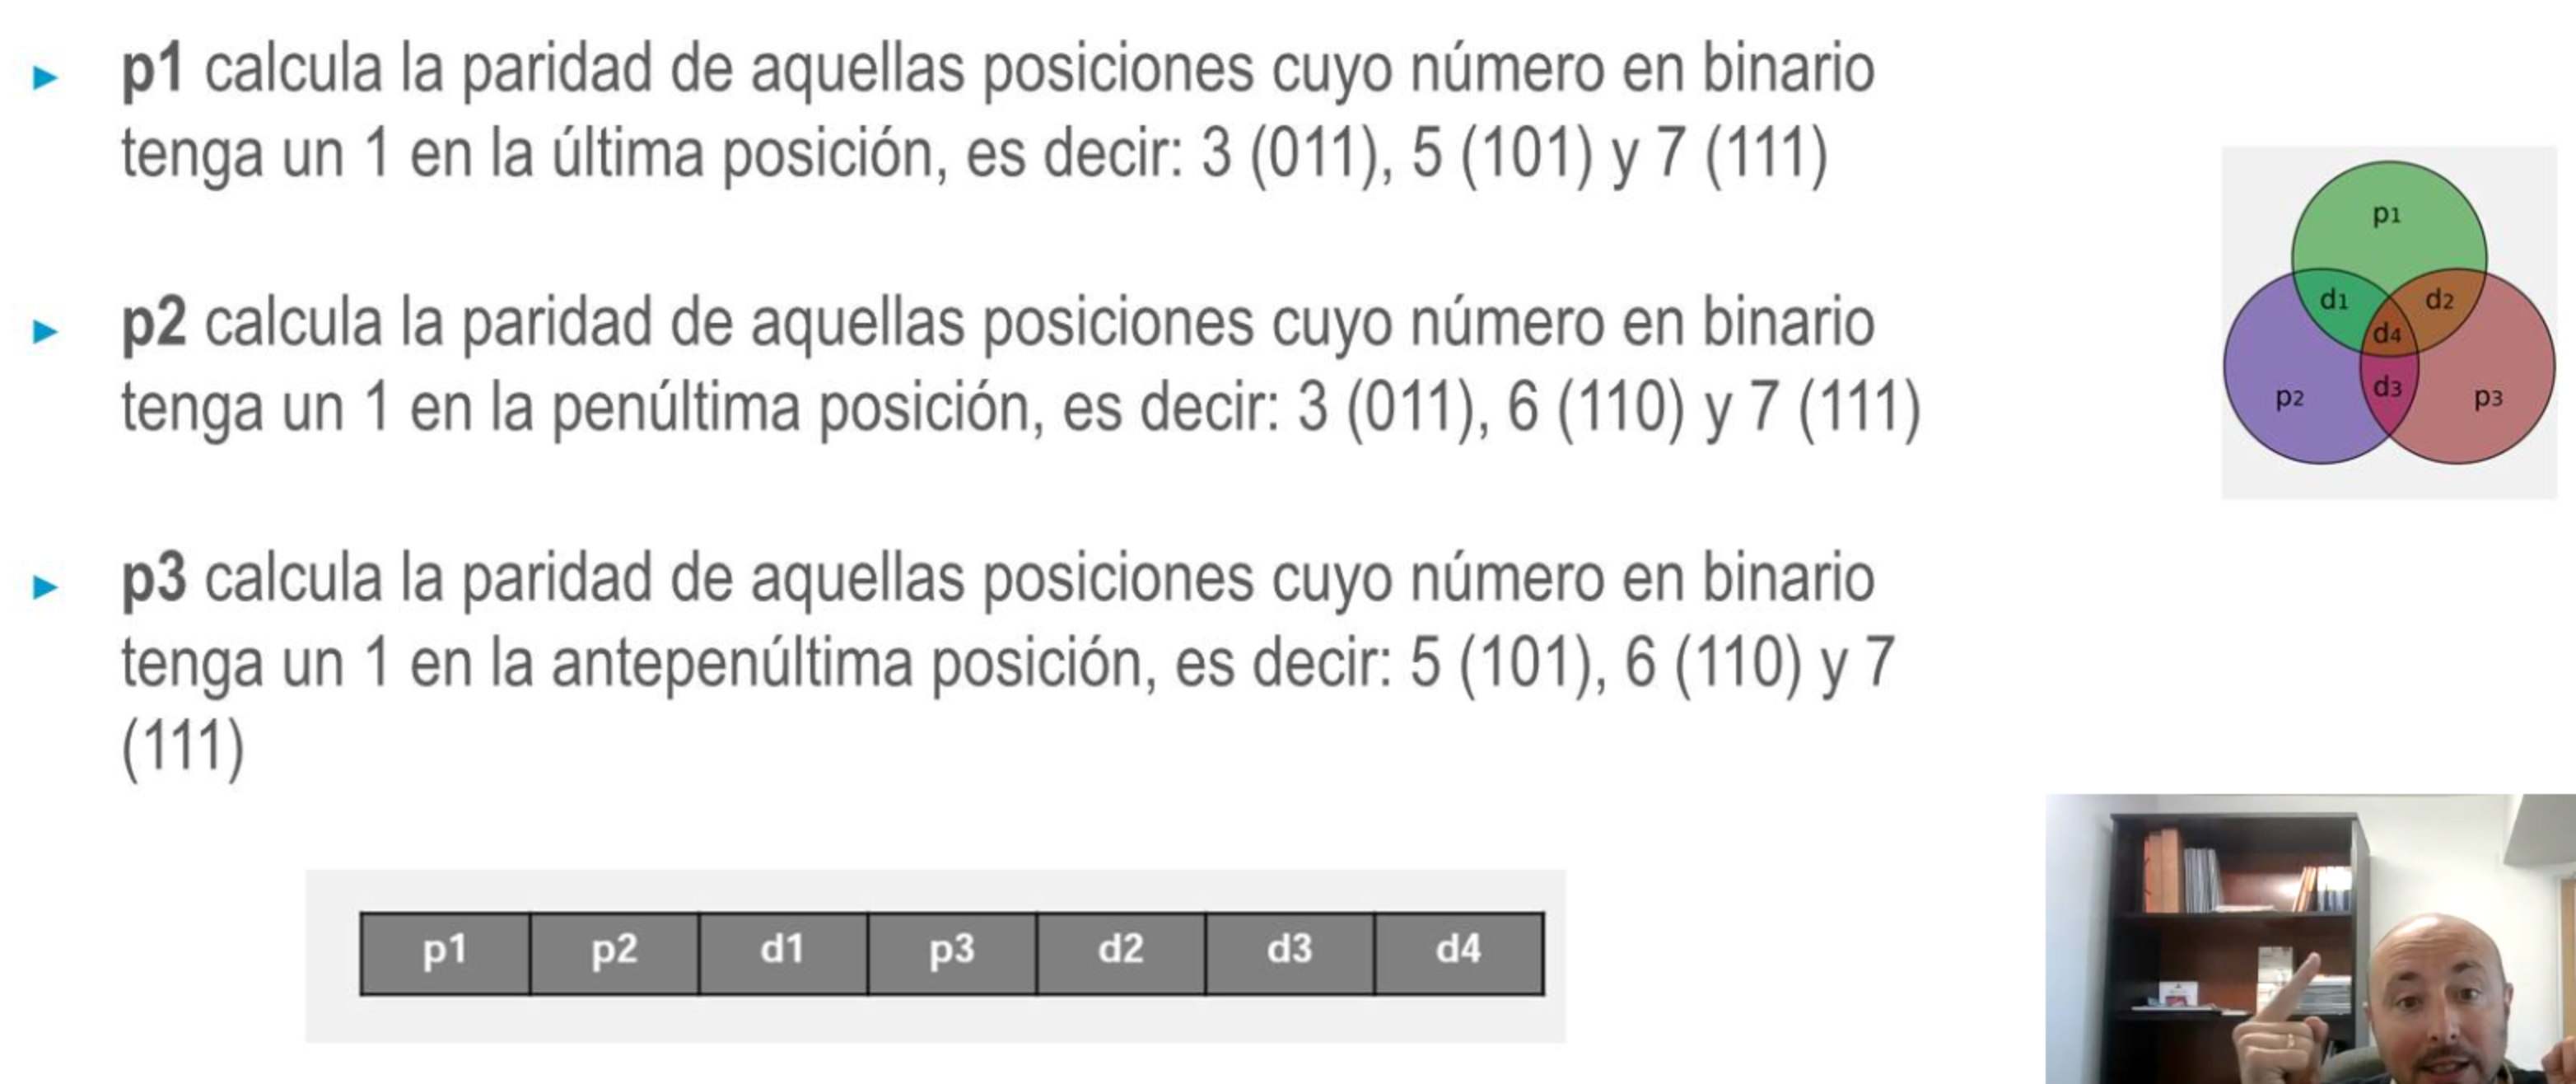 p1 calcula la paridad de aquellas posiciones cuyo número en binario
tenga un 1 en la última posición, es decir: 3 (011), 5 (101) y 7 (111)
p2 calcula la paridad de aquellas posiciones cuyo número en binario
tenga un 1 en la penúltima posición, es decir: 3 (011), 6 (110) y 7 (111)
p3 calcula la paridad de aquellas posiciones cuyo número en binario
tenga un 1 en la antepenúltima posición, es decir: 5 (101), 6 (110) y 7
(111)
p1
d1 d2
d4
p2 d3 p3
p1 p2 d1 p3 d2 d3 d4